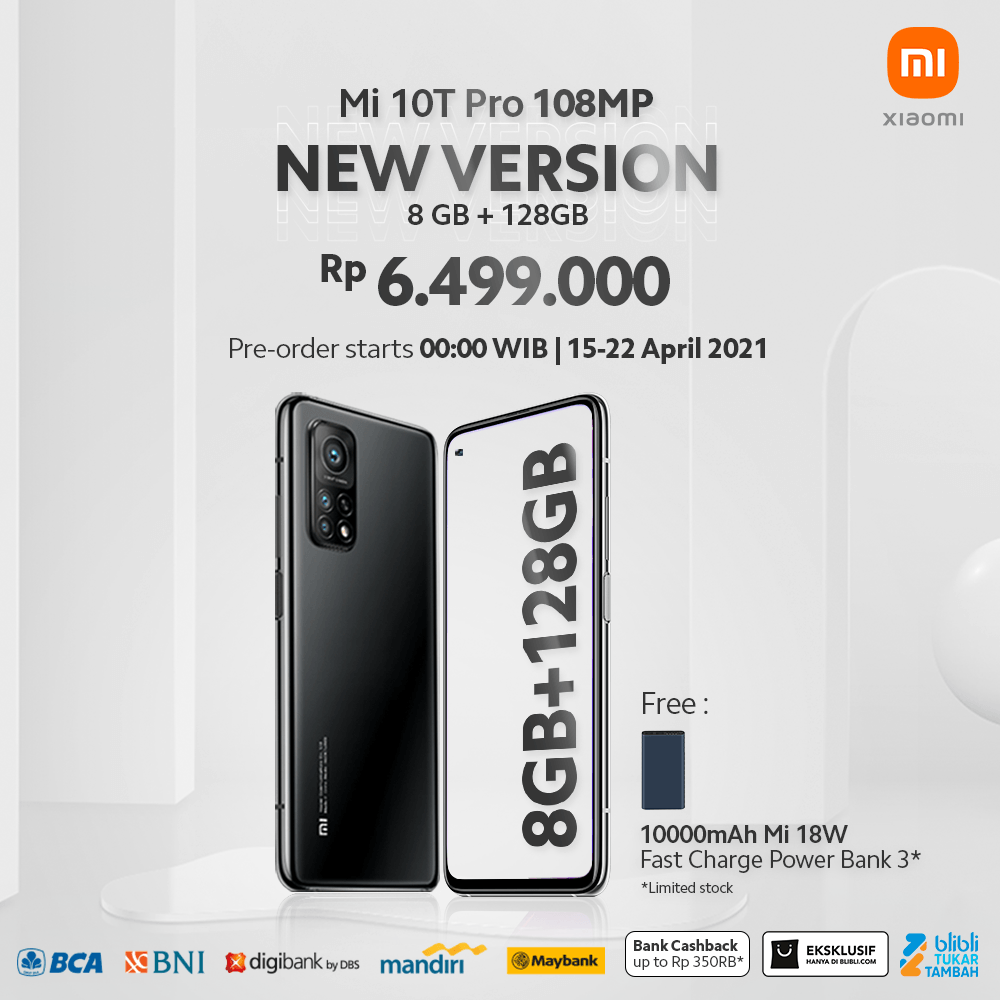 mi
xiaomi
Mi 10T Pro 108MP
NEW VERSION
8 GB + 128GB
Rp 6.499.000
Pre-order starts 00:00 WIB | 15-22 April 2021
8GB+128GB
mi
Free :
10000mAh Mi 18W
Fast Charge Power Bank 3*
*Limited stock
BCA
BNI
digibank by DBS
mandiri
Maybank
Bank Cashback
up to Rp 350RB*
EKSKLUSIF
HANYA DI BLIBLI.COM
blibli
TUKAR
TAMBAH